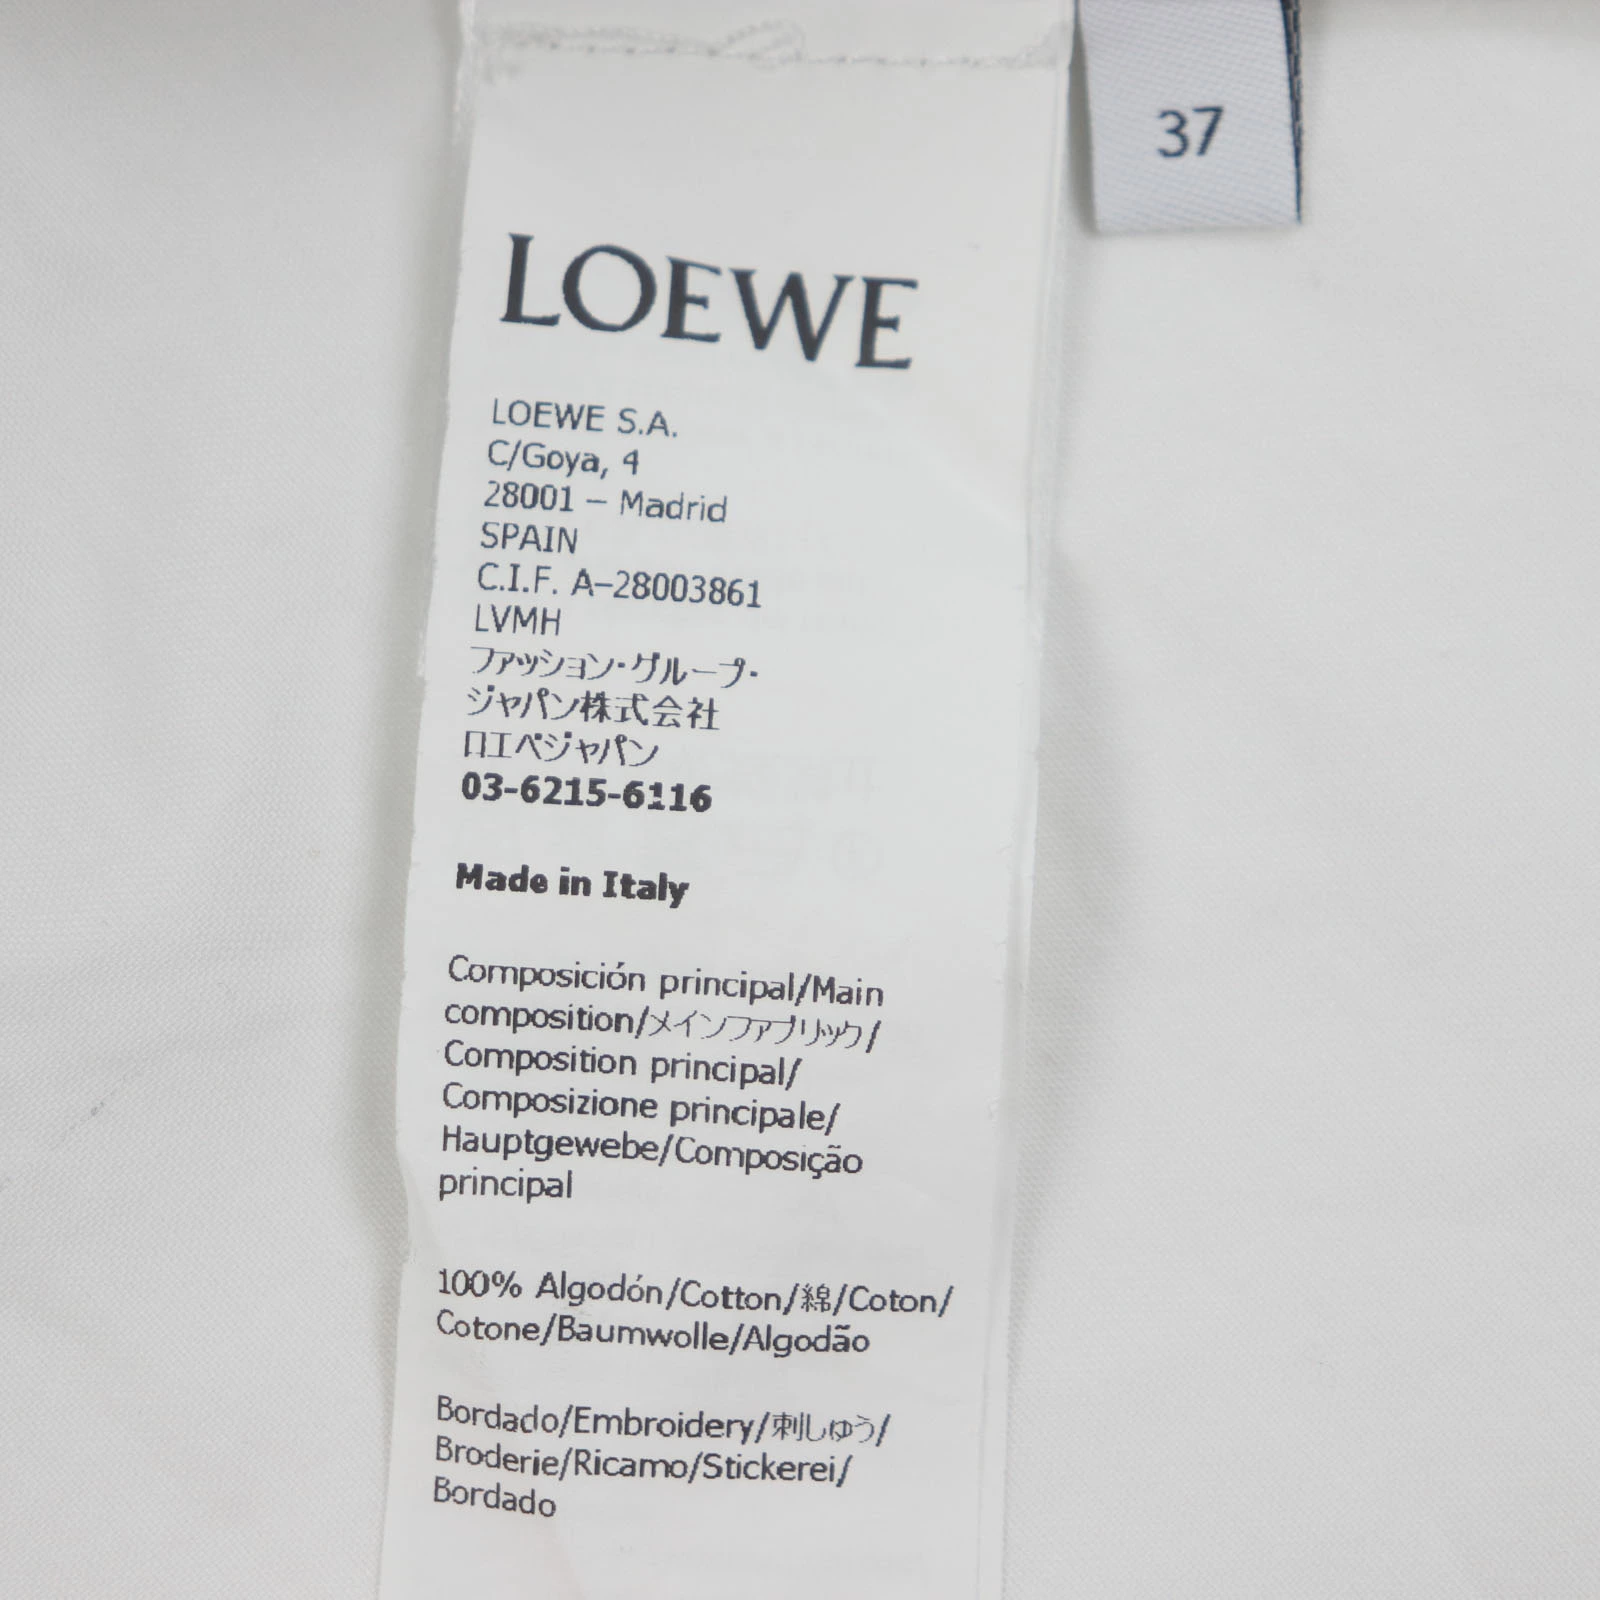 37
LOEWE
LOEWE S.A.
C/Goya, 4
28001 – Madrid
SPAIN
C.I.F. A–28003861
LVMH
ファッション・グループ・
ジャパン株式会社
ロエベジャパン
03-6215-6116
Made in Italy
Composición principal/Main
composition/メインファブリック/
Composition principal/
Composizione principale/
Hauptgewebe/Composição
principal
100% Algodón/Cotton/綿/Coton/
Cotone/Baumwolle/Algodão
Bordado/Embroidery/刺しゅう/
Broderie/Ricamo/Stickerei/
Bordado